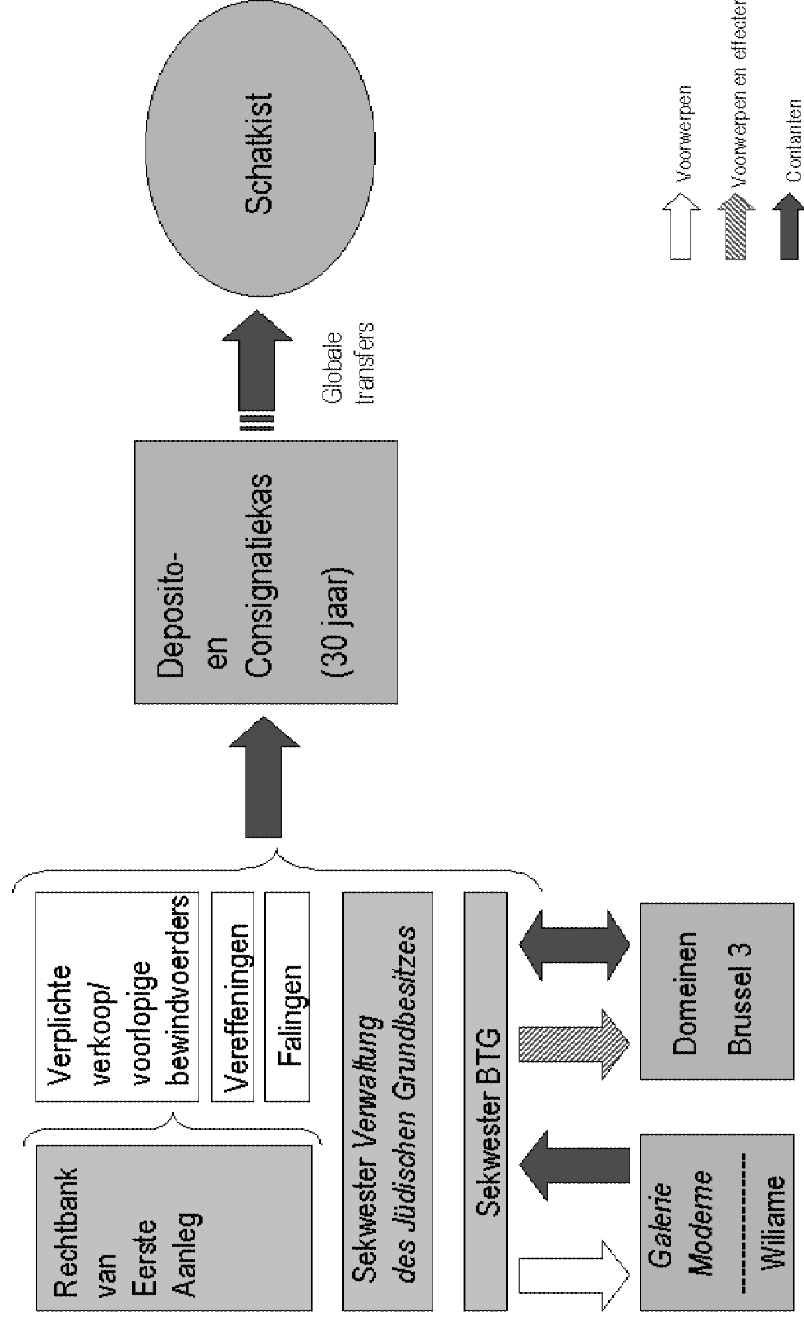 Rechtbank
van
Eerste
Aanleg
Verplichte
verkoop/
voorlopige
bewindvoerders
Vereffeningen
Falingen
Sekwester Verwaltung
des Jüdischen Grundbesitzes
Sekwester BTG
Galerie
Moderne
Williame
Domeinen
Brussel 3
Deposito-
en
Consignatiekas
(30 jaar)
Globale
transfers
Schatkist
Voorwerpen
Voorwerpen en effecten
Contanten